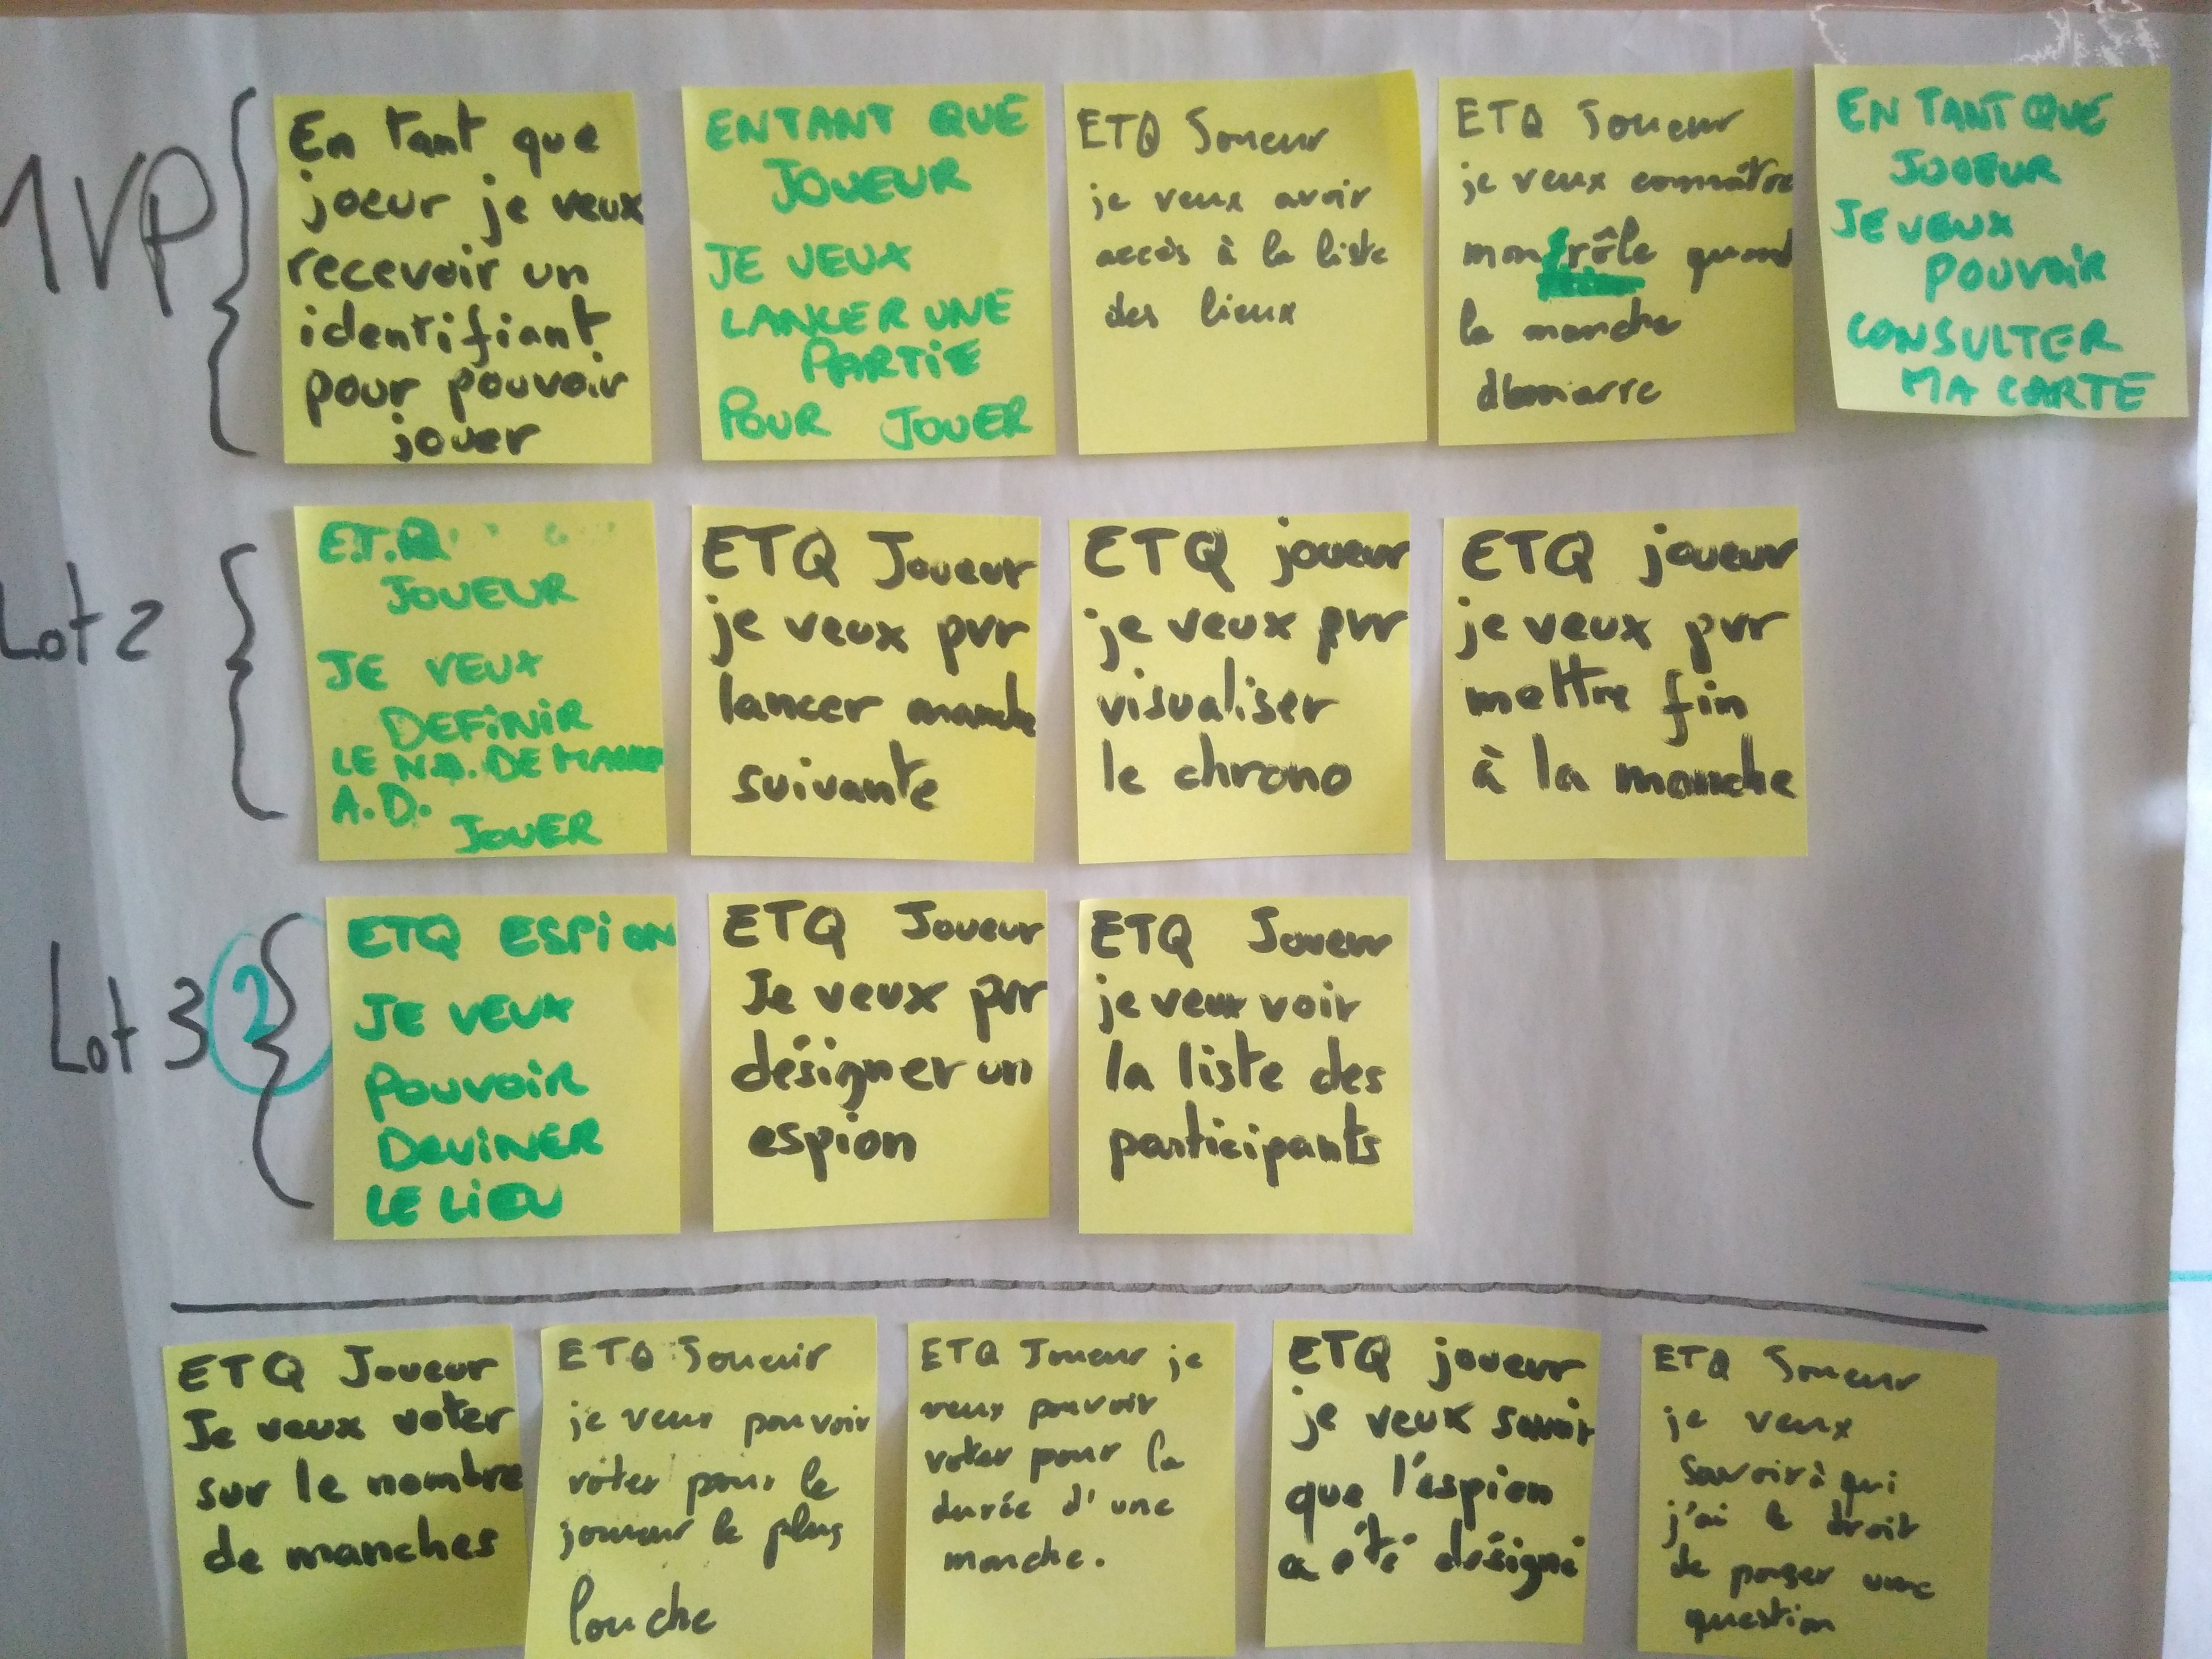 MVP
En tant que
joeur je veux
recevoir un
identifiant
pour pouvoir
jouer
ENTANT QUE
JOUEUR
JE VEUX
LANCER UNE
PARTIE
POUR JOUER
ETQ Joueur
je veux avoir
accès à la liste
des lieux
ETQ Joueur
je veux connaître
mon rôle quand
la manche
démarre
EN TANT QUE
JOUEUR
JE VEUX
POUVOIR
CONSULTER
MA CARTE
Lot 2
E.T.Q
JOUEUR
JE VEUX
DEFINIR
LE NB. DE
A.D.
JOUER
ETQ Joueur
je veux pvr
lancer manche
suivante
ETQ joueur
je veux pvr
visualiser
le chrono
ETQ joueur
je veux pvr
mettre fin
à la manche
Lot 3 2
ETQ ESPION
JE VEUX
POUVOIR
DEVINER
LE LIEU
ETQ Joueur
Je veux pvr
désigner un
espion
ETQ Joueur
je veux voir
la liste des
participants
ETQ Joueur
Je veux voter
sur le nombre
de manches
ETQ Joueur
je veux pouvoir
voter pour le
joueur le plus
louche
ETQ Joueur je
veux pouvoir
voter pour la
durée d'une
manche.
ETQ joueur
je veux savoir
que l'espion
a été désigné
ETQ Joueur
je veux
savoir à qui
j'ai le droit
de poser une
question